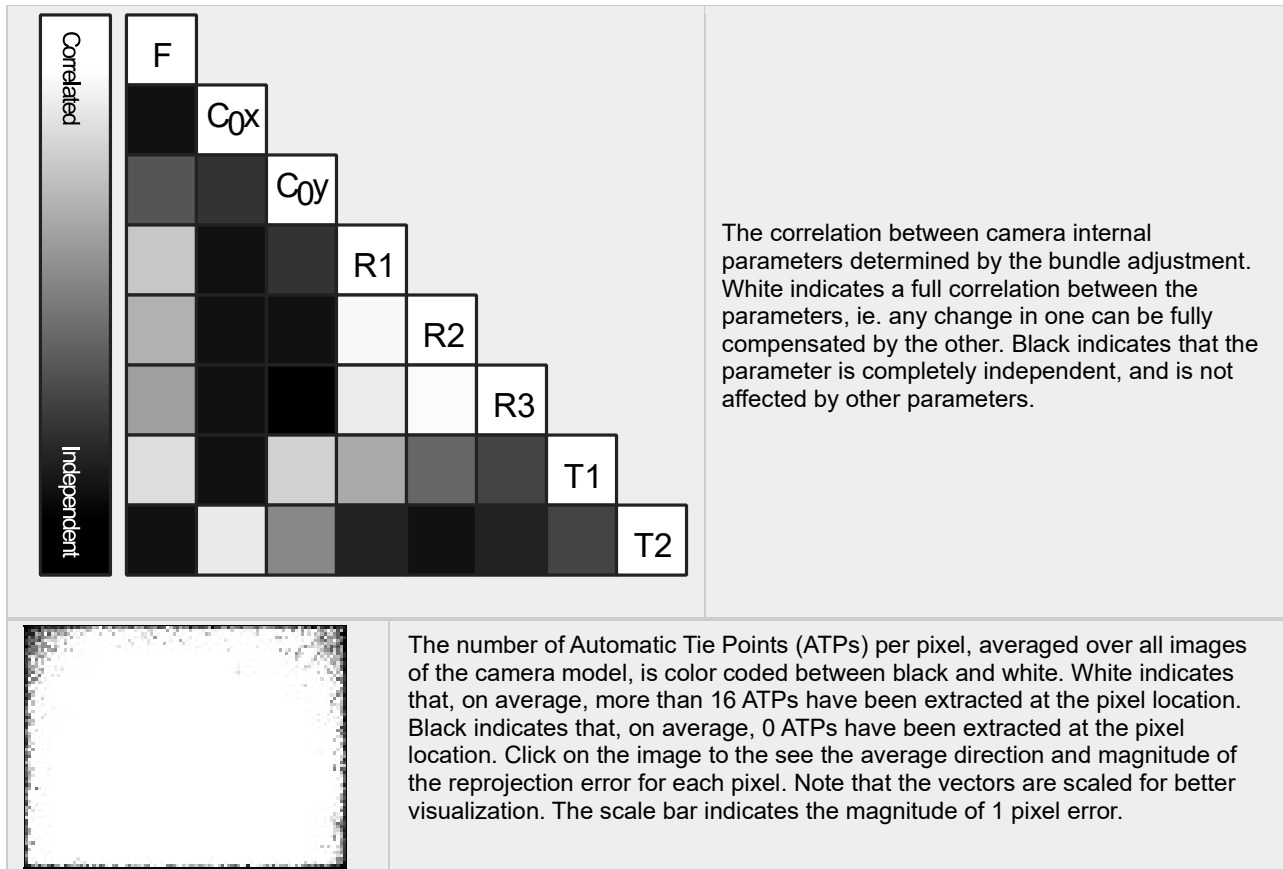 Correlated
Independent
F
C0x
C0y
R1
R2
R3
T1
T2
The correlation between camera internal
parameters determined by the bundle adjustment.
White indicates a full correlation between the
parameters, ie. any change in one can be fully
compensated by the other. Black indicates that the
parameter is completely independent, and is not
affected by other parameters.
The number of Automatic Tie Points (ATPs) per pixel, averaged over all images
of the camera model, is color coded between black and white. White indicates
that, on average, more than 16 ATPs have been extracted at the pixel location.
Black indicates that, on average, 0 ATPs have been extracted at the pixel
location. Click on the image to the see the average direction and magnitude of
the reprojection error for each pixel. Note that the vectors are scaled for better
visualization. The scale bar indicates the magnitude of 1 pixel error.